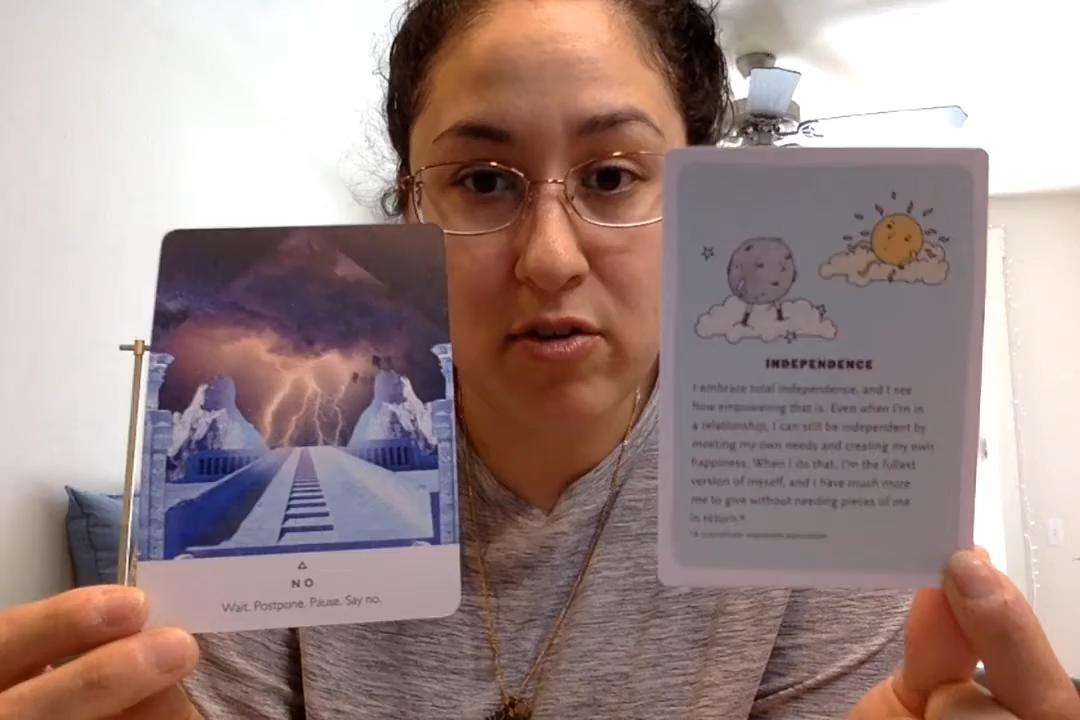 NO
Wait. Postpone. Pause. Say no.
INDEPENDENCE
I embrace total independence, and I see
how empowering that is. Even when I'm in
a relationship, I can still be independent by
meeting my own needs and creating my own
happiness. When I do that, I'm the fullest
version of myself, and I have much more
me to give without needing pieces of me
in return.*